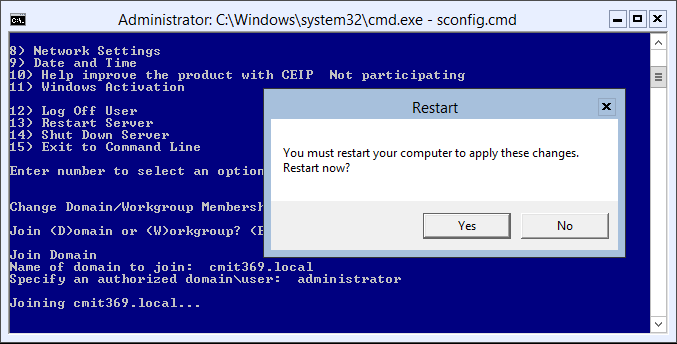 Administrator: C:\Windows\system32\cmd.exe - sconfig.cmd
8) Network Settings
9) Date and Time
10) Help improve the product with CEIP  Not participating
11) Windows Activation
12) Log Off User
13) Restart Server
14) Shut Down Server
15) Exit to Command Line
Enter number to select an option
Change Domain/Workgroup Membersh
Join (D)omain or (W)orkgroup? (B
Join Domain
Name of domain to join:  cmit369.local
Specify an authorized domain\user:  administrator
Joining cmit369.local...
Restart
You must restart your computer to apply these changes.
Restart now?
Yes
No